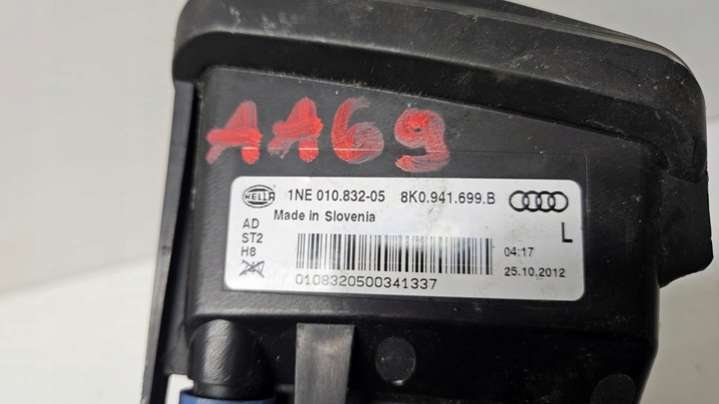 AA69
HELLA 1NE 010.832-05 8K0.941.699.B
Made in Slovenia
L
AD
ST2
H8
04:17
25.10.2012
0108320500341337